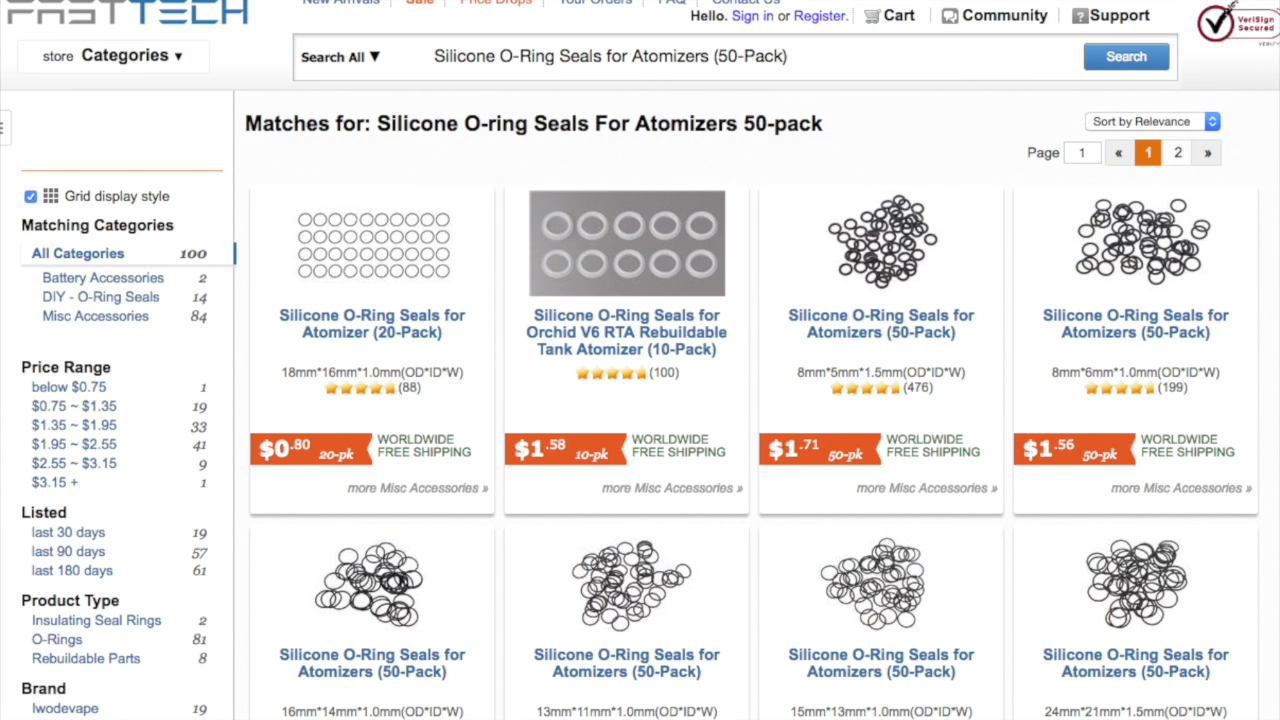 FASTTECH
New Arrivals Sale Price Drops Your Orders FAQ Contact Us
Hello. Sign in or Register. Cart Community ? Support
VeriSign
Secured
VERIFY
store Categories ▼
Search All ▼ Silicone O-Ring Seals for Atomizers (50-Pack) Search
Matches for: Silicone O-ring Seals For Atomizers 50-pack
Sort by Relevance
Page 1 « 1 2 »
Grid display style
Matching Categories
All Categories 100
Battery Accessories 2
DIY - O-Ring Seals 14
Misc Accessories 84
Price Range
below $0.75 1
$0.75 ~ $1.35 19
$1.35 ~ $1.95 33
$1.95 ~ $2.55 41
$2.55 ~ $3.15 9
$3.15 + 1
Listed
last 30 days 19
last 90 days 57
last 180 days 61
Product Type
Insulating Seal Rings 2
O-Rings 81
Rebuildable Parts 8
Brand
Iwodevape 19
Silicone O-Ring Seals for
Atomizer (20-Pack)
18mm*16mm*1.0mm(OD*ID*W)
(88)
$0.80 20-pk WORLDWIDE
FREE SHIPPING
more Misc Accessories »
Silicone O-Ring Seals for
Orchid V6 RTA Rebuildable
Tank Atomizer (10-Pack)
(100)
$1.58 10-pk WORLDWIDE
FREE SHIPPING
more Misc Accessories »
Silicone O-Ring Seals for
Atomizers (50-Pack)
8mm*5mm*1.5mm(OD*ID*W)
(476)
$1.71 50-pk WORLDWIDE
FREE SHIPPING
more Misc Accessories »
Silicone O-Ring Seals for
Atomizers (50-Pack)
8mm*6mm*1.0mm(OD*ID*W)
(199)
$1.56 50-pk WORLDWIDE
FREE SHIPPING
more Misc Accessories »
Silicone O-Ring Seals for
Atomizers (50-Pack)
16mm*14mm*1.0mm(OD*ID*W)
Silicone O-Ring Seals for
Atomizers (50-Pack)
13mm*11mm*1.0mm(OD*ID*W)
Silicone O-Ring Seals for
Atomizers (50-Pack)
15mm*13mm*1.0mm(OD*ID*W)
Silicone O-Ring Seals for
Atomizers (50-Pack)
24mm*21mm*1.5mm(OD*ID*W)